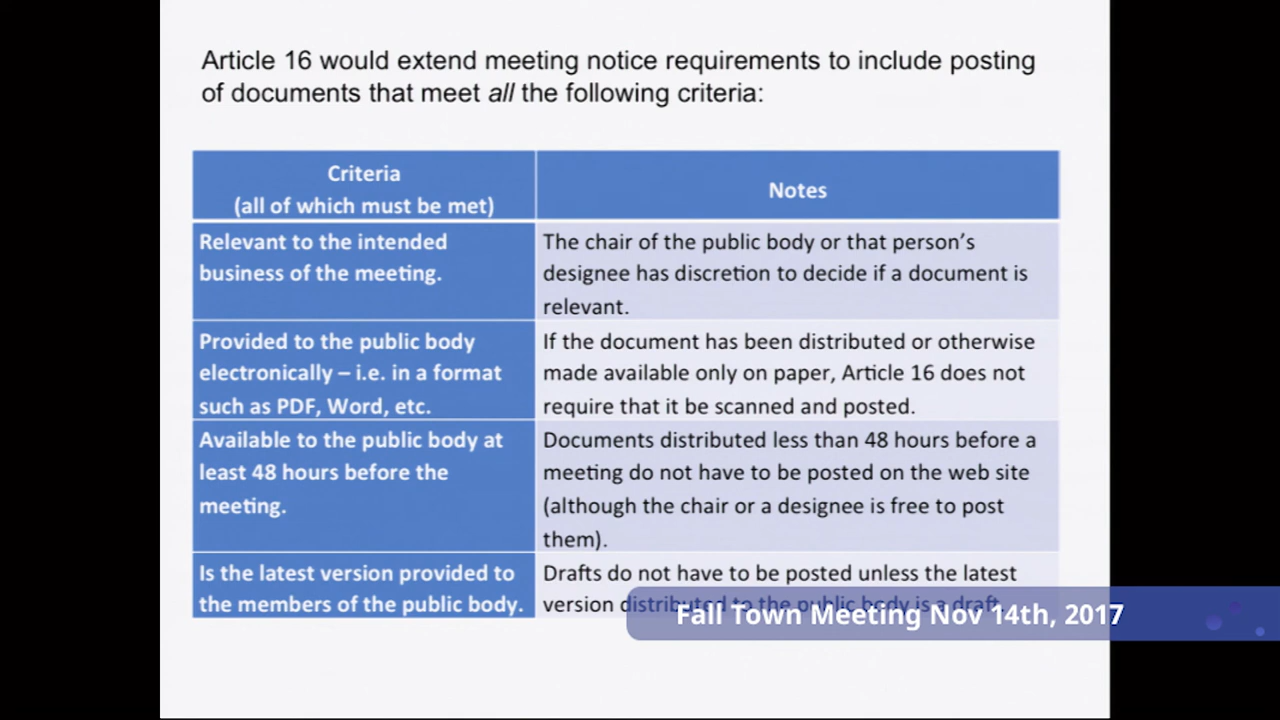 Article 16 would extend meeting notice requirements to include posting
of documents that meet all the following criteria:
Criteria
(all of which must be met)
Notes
Relevant to the intended
business of the meeting.
The chair of the public body or that person's
designee has discretion to decide if a document is
relevant.
Provided to the public body
electronically – i.e. in a format
such as PDF, Word, etc.
If the document has been distributed or otherwise
made available only on paper, Article 16 does not
require that it be scanned and posted.
Available to the public body at
least 48 hours before the
meeting.
Documents distributed less than 48 hours before a
meeting do not have to be posted on the web site
(although the chair or a designee is free to post
them).
Is the latest version provided to
the members of the public body.
Drafts do not have to be posted unless the latest
version distributed to the public body is a draft.
Fall Town Meeting Nov 14th, 2017